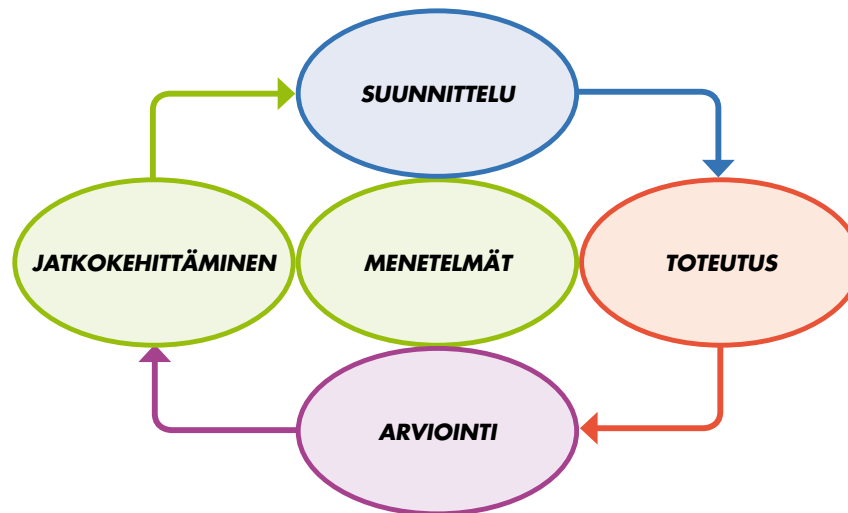 SUUNNITTELU
JATKOKEHITTÄMINEN
MENETELMÄT
TOTEUTUS
ARVIOINTI